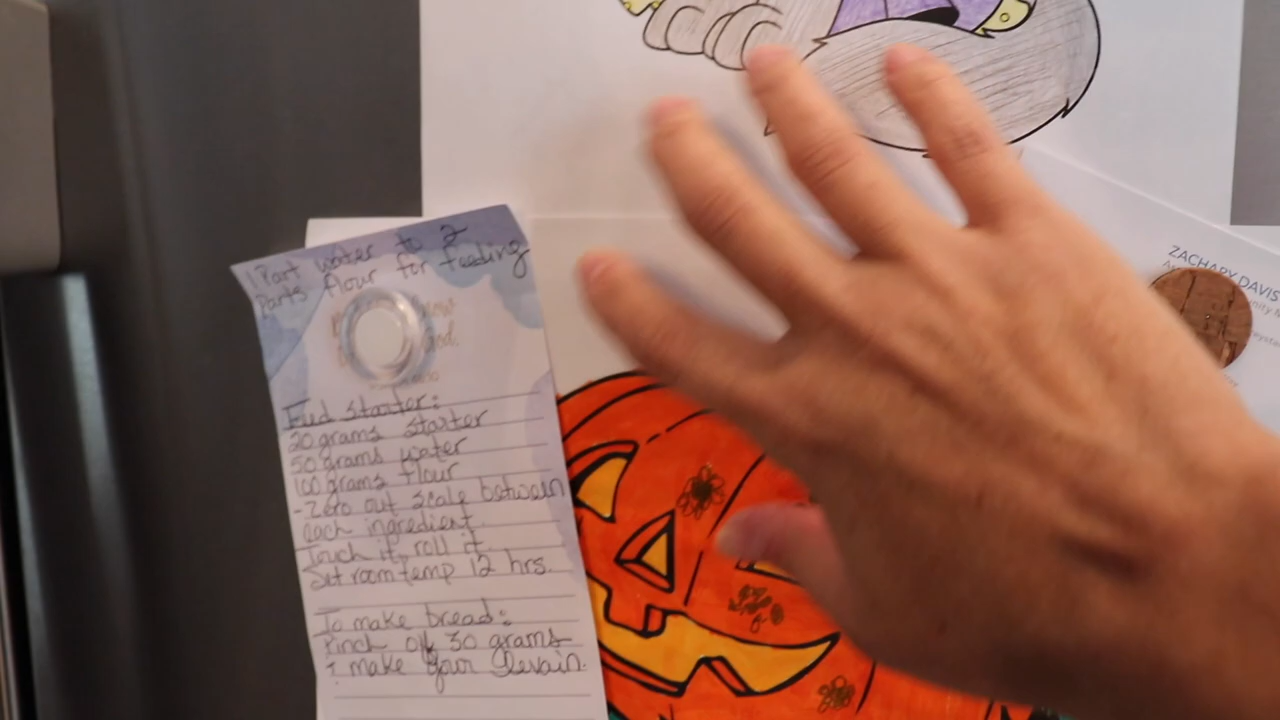 1 Part water to 2
Parts flour for feeding
Feed starter:
20 grams starter
50 grams water
100 grams flour
- Zero out scale between
each ingredient.
Touch it, roll it.
Set room temp 12 hrs.
To make bread:
Pinch off 30 grams
& make your levain.
ZACHARY DAVIS